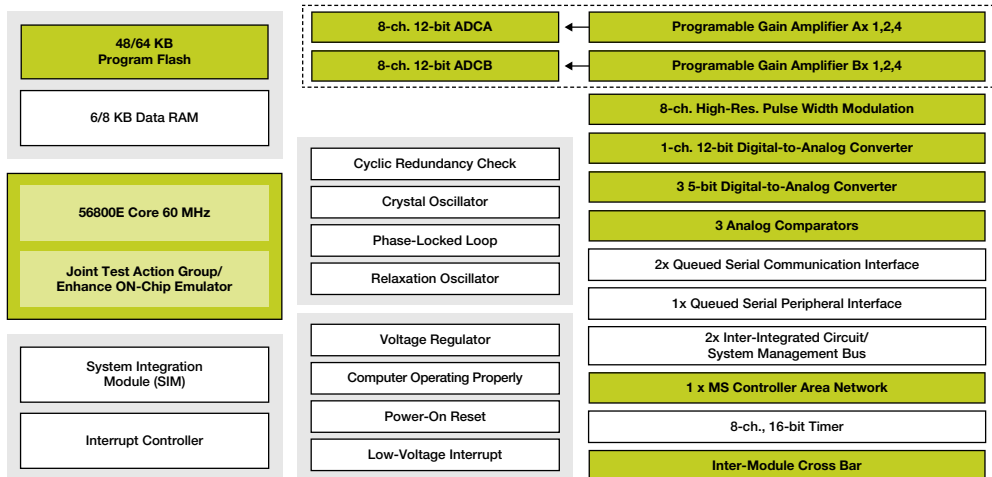 48/64 KB
Program Flash
6/8 KB Data RAM
56800E Core 60 MHz
Joint Test Action Group/
Enhance ON-Chip Emulator
System Integration
Module (SIM)
Interrupt Controller
8-ch. 12-bit ADCA
8-ch. 12-bit ADCB
Cyclic Redundancy Check
Crystal Oscillator
Phase-Locked Loop
Relaxation Oscillator
Voltage Regulator
Computer Operating Properly
Power-On Reset
Low-Voltage Interrupt
Programable Gain Amplifier Ax 1,2,4
Programable Gain Amplifier Bx 1,2,4
8-ch. High-Res. Pulse Width Modulation
1-ch. 12-bit Digital-to-Analog Converter
3 5-bit Digital-to-Analog Converter
3 Analog Comparators
2x Queued Serial Communication Interface
1x Queued Serial Peripheral Interface
2x Inter-Integrated Circuit/
System Management Bus
1 x MS Controller Area Network
8-ch., 16-bit Timer
Inter-Module Cross Bar